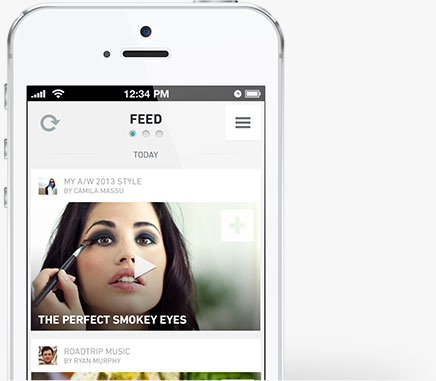 12:34 PM
FEED
TODAY
MY A/W 2013 STYLE
BY CAMILA MASSU
THE PERFECT SMOKEY EYES
ROADTRIP MUSIC
BY RYAN MURPHY